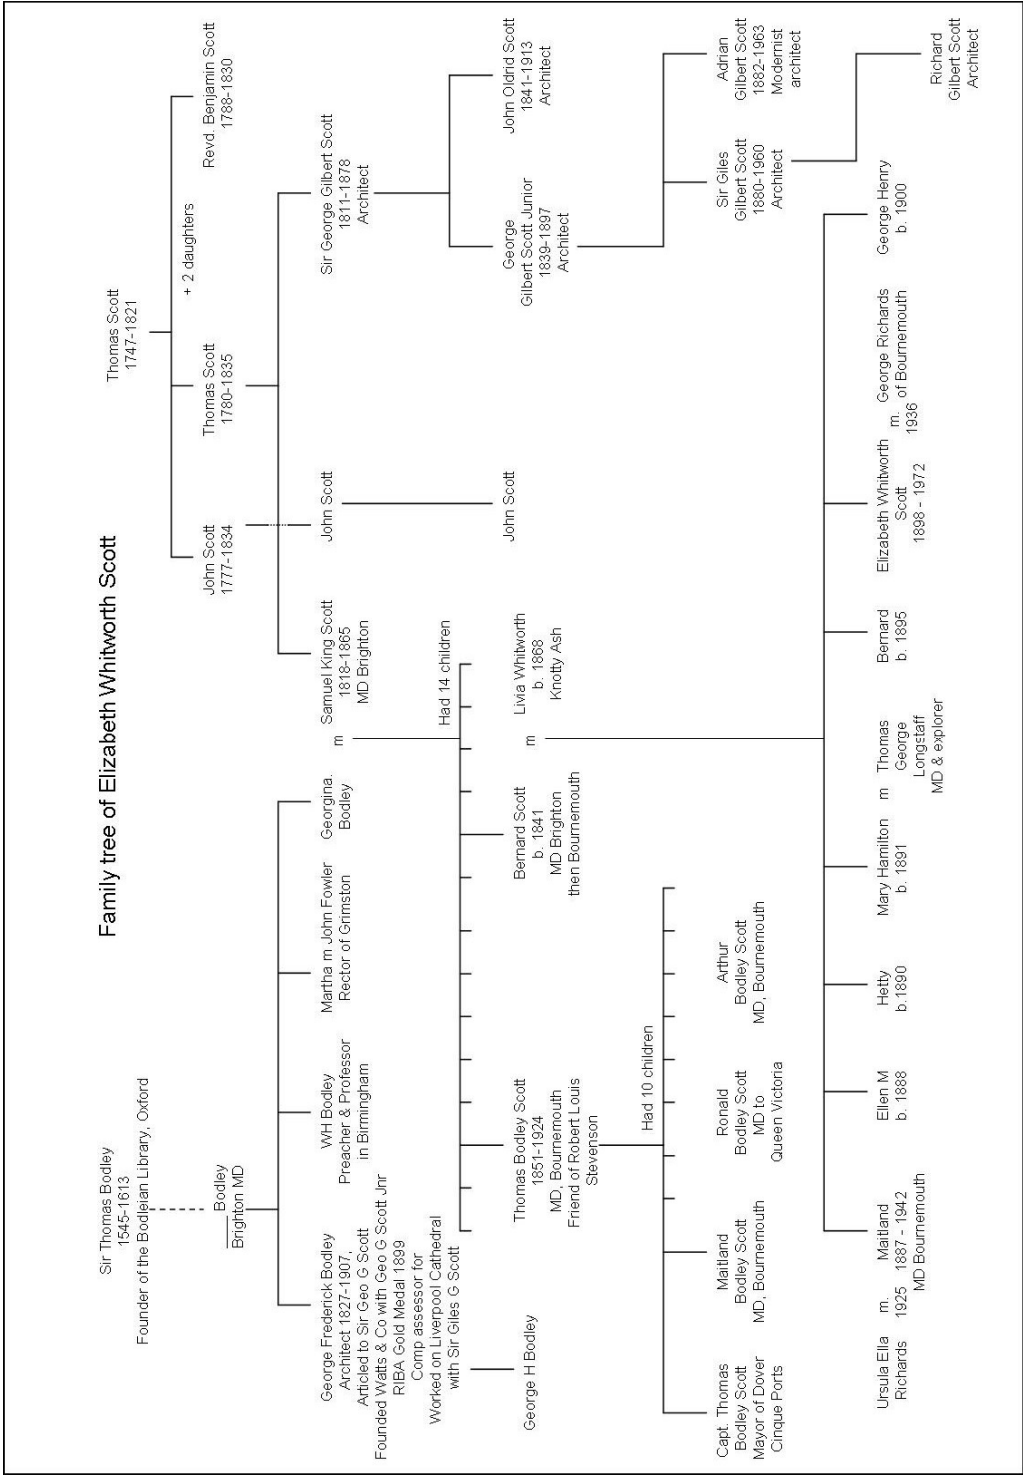 Family tree of Elizabeth Whitworth Scott
Sir Thomas Bodley
1545-1613
Founder of the Bodleian Library, Oxford
Thomas Scott
1747-1821
Bodley
Brighton MD
John Scott
1777-1834
Thomas Scott
1780-1835
+ 2 daughters
Revd. Benjamin Scott
1788-1830
George Frederick Bodley
Architect 1827-1907,
Articled to Sir Geo G Scott
Founded Watts & Co with Geo G Scott Jnr
RIBA Gold Medal 1899
Comp assessor for
Worked on Liverpool Cathedral
with Sir Giles G Scott
WH Bodley
Preacher & Professor
in Birmingham
Martha m John Fowler
Rector of Grimston
Georgina.
Bodley
m
Samuel King Scott
1818-1865
MD Brighton
John Scott
Sir George Gilbert Scott
1811-1878
Architect
Had 14 children
George H Bodley
Thomas Bodley Scott
1851-1924
MD, Bournemouth
Friend of Robert Louis
Stevenson
Bernard Scott
b. 1841
MD Brighton
then Bournemouth
m
Livia Whitworth
b. 1868
Knotty Ash
John Scott
George
Gilbert Scott Junior
1839-1897
Architect
John Oldrid Scott
1841-1913
Architect
Had 10 children
Capt. Thomas
Bodley Scott
Mayor of Dover
Cinque Ports
Maitland
Bodley Scott
MD, Bournemouth
Ronald
Bodley Scott
MD to
Queen Victoria
Arthur
Bodley Scott
MD, Bournemouth
Sir Giles
Gilbert Scott
1880-1960
Architect
Adrian
Gilbert Scott
1882-1963
Modernist
architect
Ursula Ella
Richards
m.
1925
Maitland
1887 - 1942
MD Bournemouth
Ellen M
b. 1888
Hetty
b.1890
Mary Hamilton
b. 1891
m
Thomas
George
Longstaff
MD & explorer
Bernard
b. 1895
Elizabeth Whitworth
Scott
1898 - 1972
m.
1936
George Richards
of Bournemouth
George Henry
b. 1900
Richard
Gilbert Scott
Architect